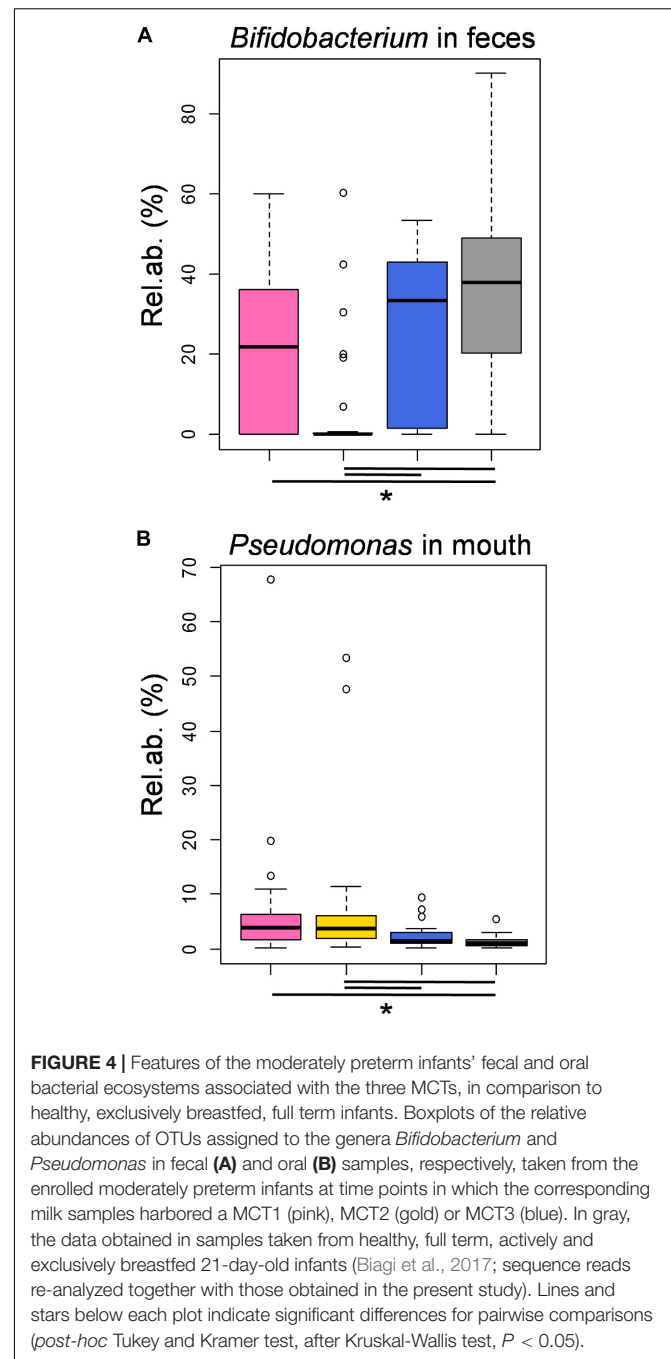 A
Bifidobacterium in feces
Rel.ab. (%)
80
60
40
20
0
*
B
Pseudomonas in mouth
Rel.ab. (%)
70
60
50
40
30
20
10
0
*
FIGURE 4 | Features of the moderately preterm infants’ fecal and oral
bacterial ecosystems associated with the three MCTs, in comparison to
healthy, exclusively breastfed, full term infants. Boxplots of the relative
abundances of OTUs assigned to the genera Bifidobacterium and
Pseudomonas in fecal (A) and oral (B) samples, respectively, taken from the
enrolled moderately preterm infants at time points in which the corresponding
milk samples harbored a MCT1 (pink), MCT2 (gold) or MCT3 (blue). In gray,
the data obtained in samples taken from healthy, full term, actively and
exclusively breastfed 21-day-old infants (Biagi et al., 2017; sequence reads
re-analyzed together with those obtained in the present study). Lines and
stars below each plot indicate significant differences for pairwise comparisons
(post-hoc Tukey and Kramer test, after Kruskal-Wallis test, P < 0.05).